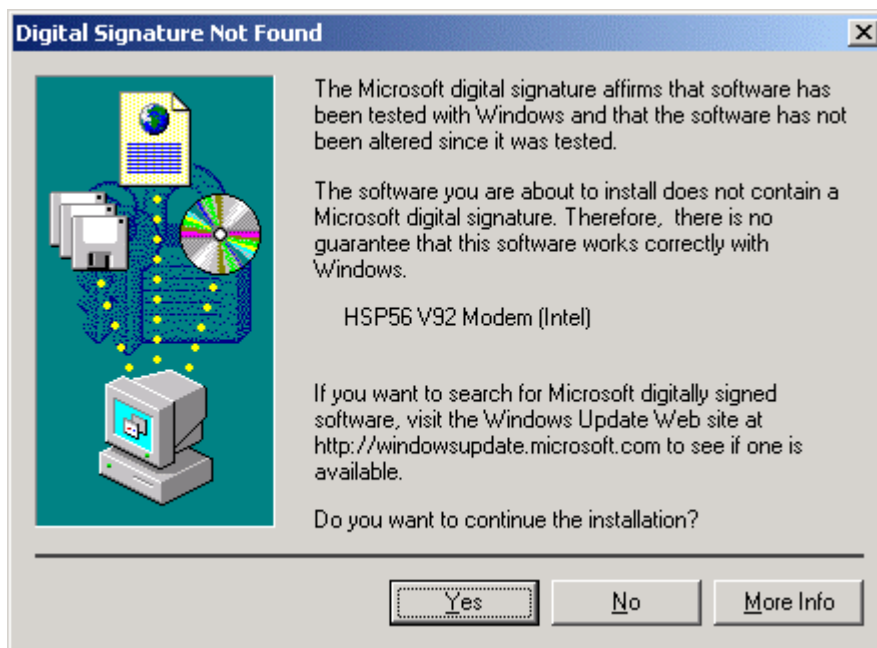 Digital Signature Not Found
The Microsoft digital signature affirms that software has
been tested with Windows and that the software has not
been altered since it was tested.
The software you are about to install does not contain a
Microsoft digital signature. Therefore,  there is no
guarantee that this software works correctly with
Windows.
HSP56 V92 Modem (Intel)
If you want to search for Microsoft digitally signed
software, visit the Windows Update Web site at
http://windowsupdate.microsoft.com to see if one is
available.
Do you want to continue the installation?
Yes
No
More Info